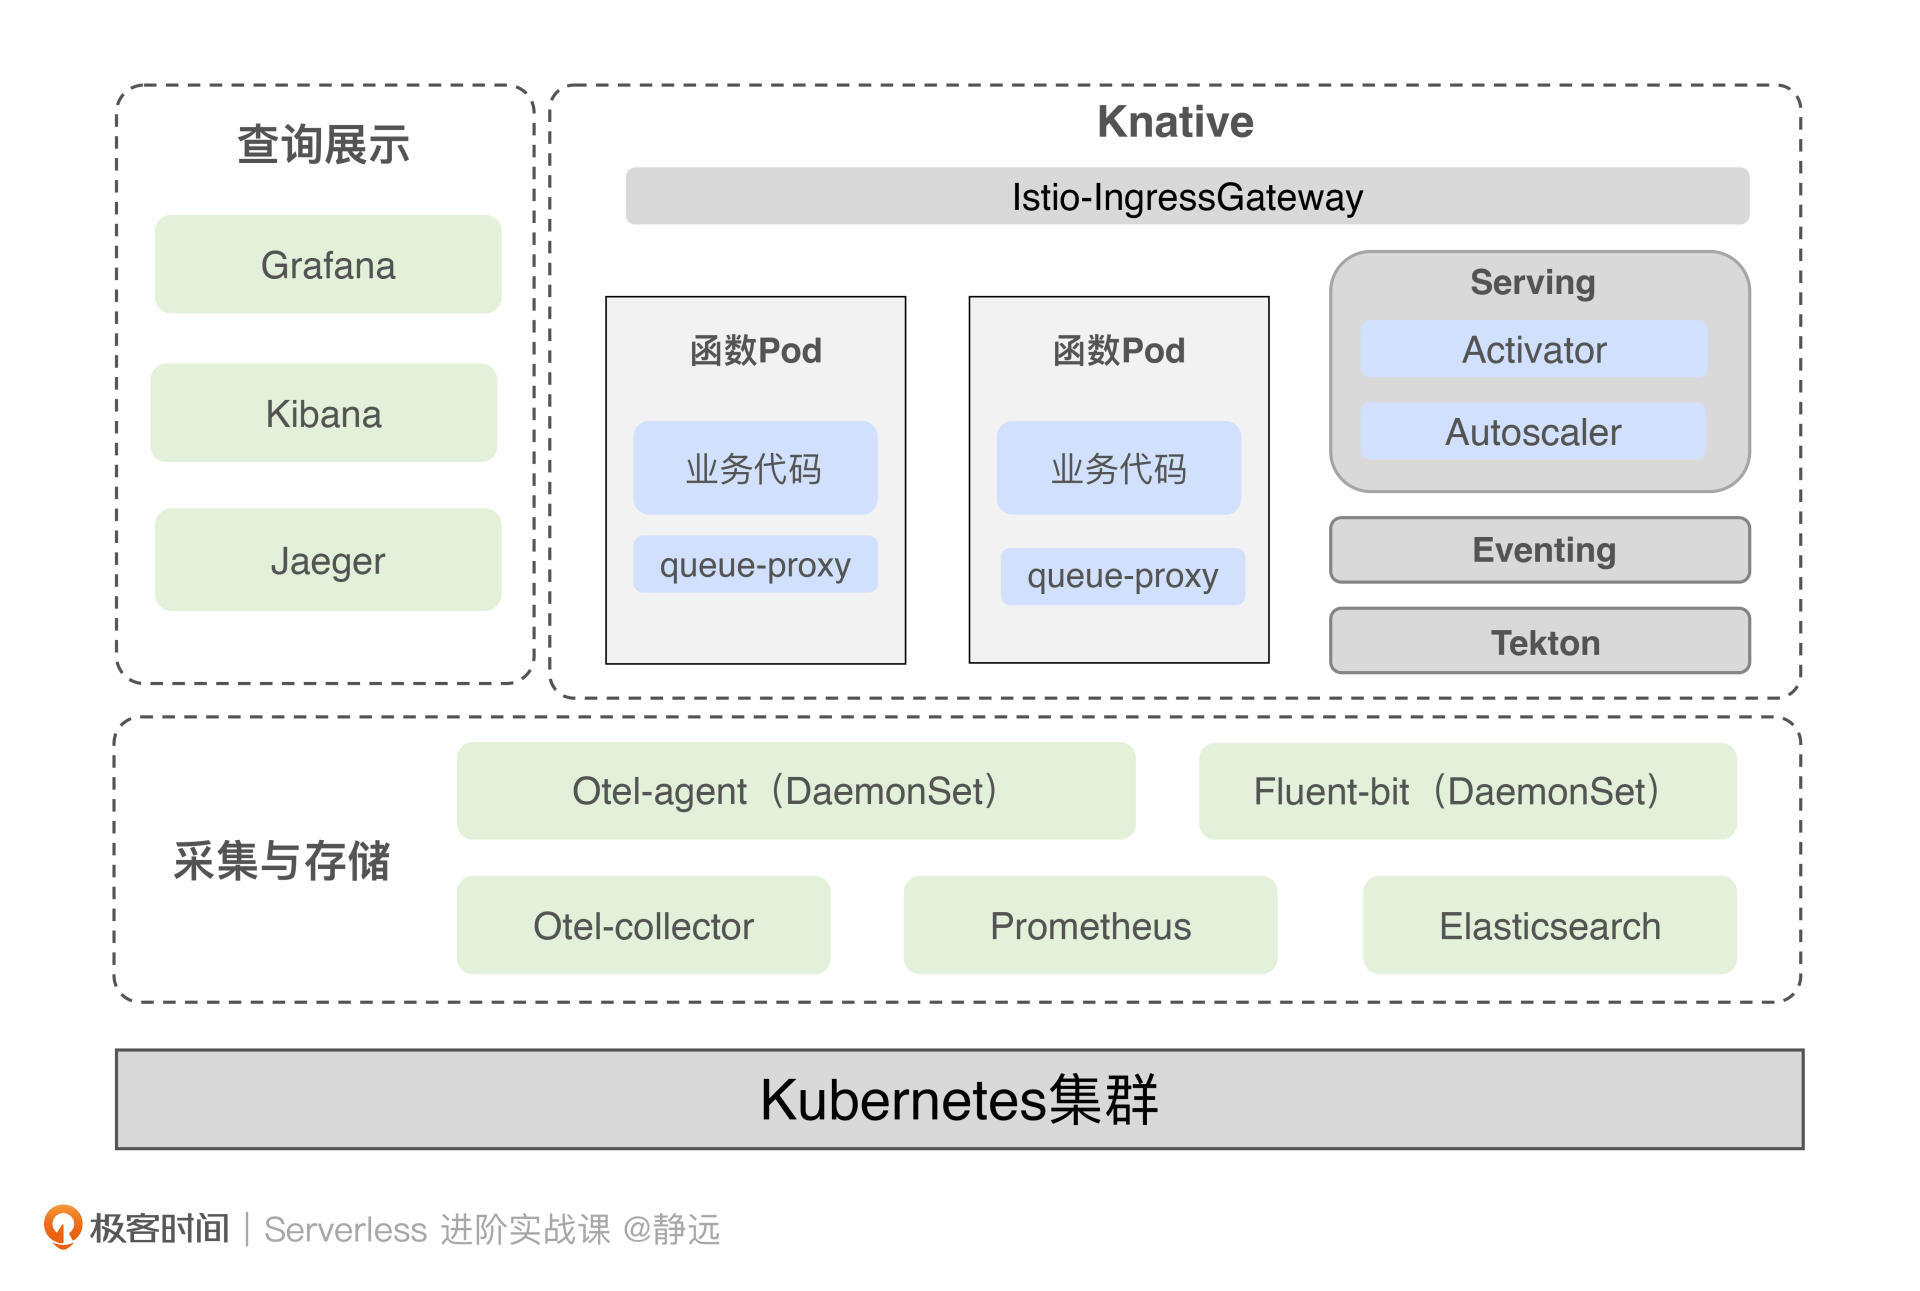 查询展示
Grafana
Kibana
Jaeger
Knative
Istio-IngressGateway
函数Pod
业务代码
queue-proxy
函数Pod
业务代码
queue-proxy
Serving
Activator
Autoscaler
Eventing
Tekton
采集与存储
Otel-agent（DaemonSet）
Fluent-bit（DaemonSet）
Otel-collector
Prometheus
Elasticsearch
Kubernetes集群
极客时间 | Serverless 进阶实战课 @静远